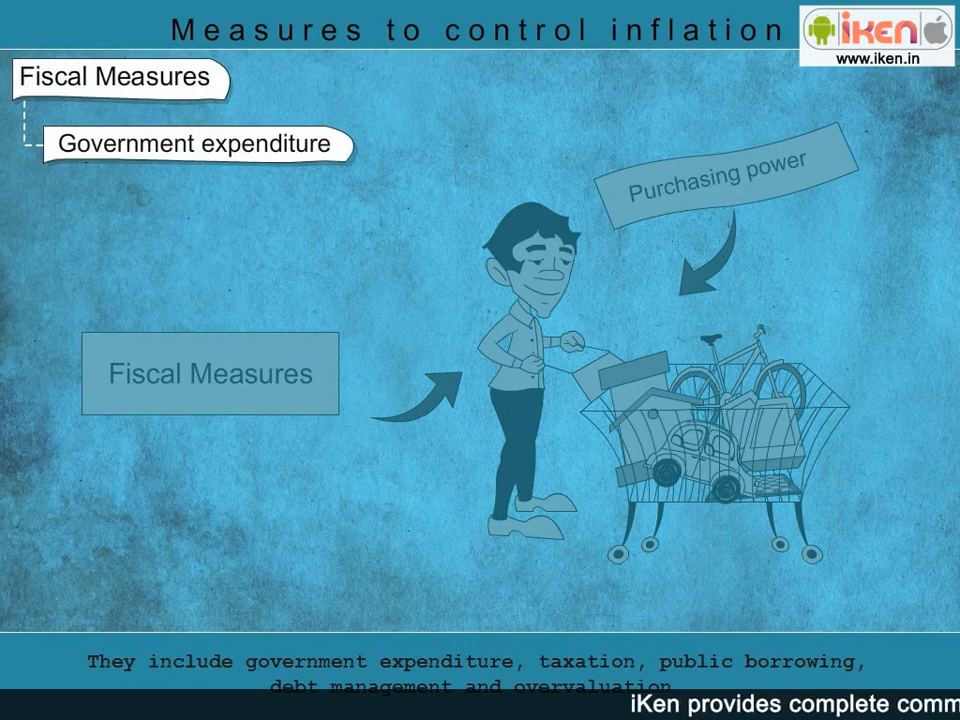 Measures to control inflation
iKEN
www.iken.in
Fiscal Measures
Government expenditure
Purchasing power
Fiscal Measures
They include government expenditure, taxation, public borrowing,
debt management and overvaluation
iKen provides complete comm